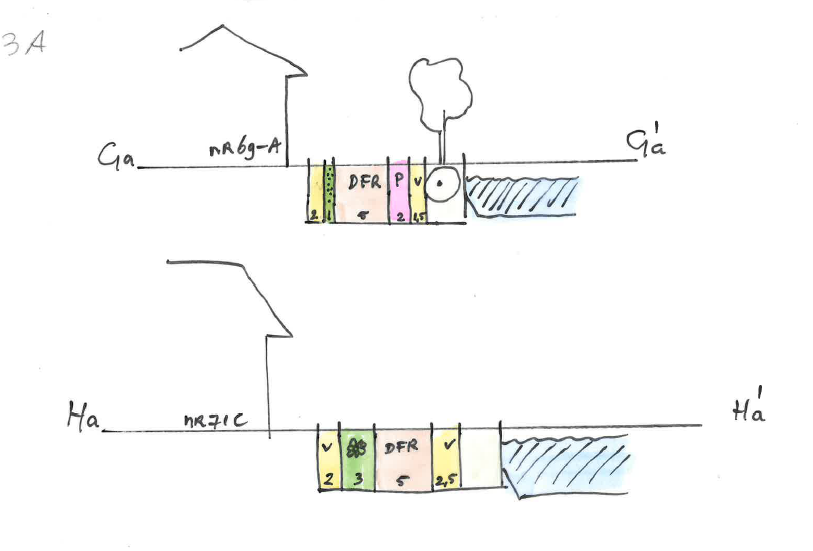 3A
Ga nR69-A Ga'
DFR P V
2 1 5 2 1,5
Ha nR71C Ha'
V DFR V
2 3 5 2,5